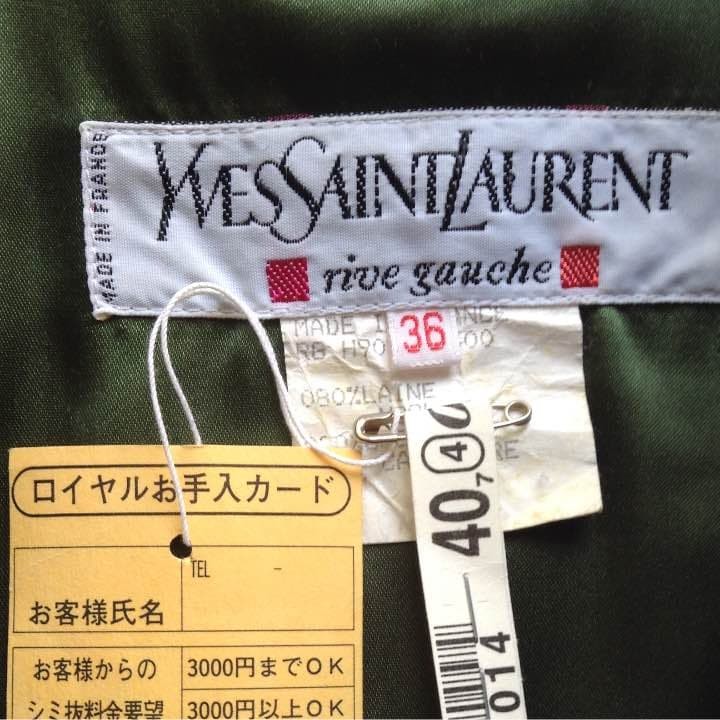 MADE IN FRANCE
YVESSAINTLAURENT
rive gauche
MADE
36
080%LAINE
ロイヤルお手入カード
TEL -
お客様氏名
お客様からの
3000円までOK
シミ抜料金要望
3000円以上OK
40,
4
014